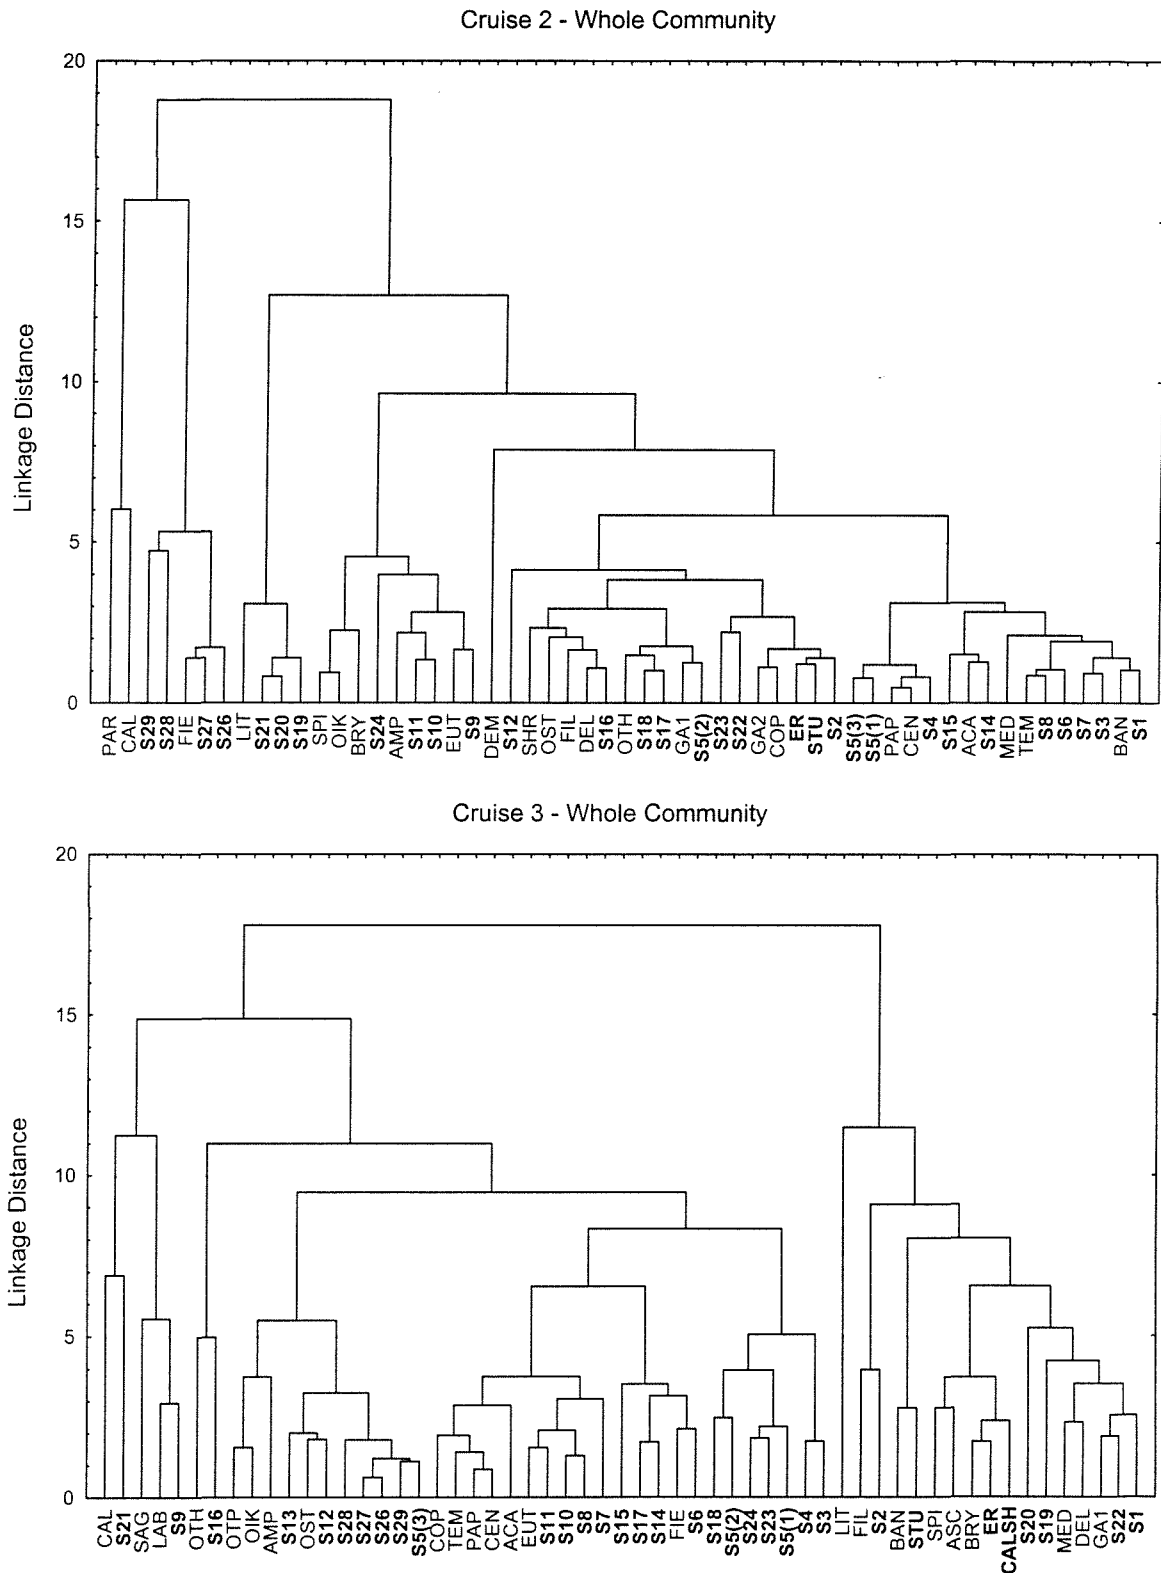 Cruise 2 - Whole Community
20
15
10
5
0
Linkage Distance
PAR CAL S29 S28 FIE S27 S26 LIT S21 S20 S19 SPI OIK BRY S24 AMP S11 S10 EUT S9 DEM S12 SHR OST FIL DEL S16 OTH S18 S17 GA1 S5(2) S23 S22 GA2 COP ER STU S2 S5(3) S5(1) PAP CEN S4 S15 ACA S14 MED TEM S8 S6 S7 S3 BAN S1
Cruise 3 - Whole Community
20
15
10
5
0
Linkage Distance
CAL S21 SAG LAB S9 OTH S16 OTP OIK AMP S13 OST S12 S28 S27 S26 S29 S5(3) COP TEM PAP CEN ACA EUT S11 S10 S8 S7 S15 S17 S14 FIE S6 S18 S5(2) S24 S23 S5(1) S4 S3 LIT FIL S2 BAN STU SPI ASC BRY ER CALSH S20 S19 MED DEL GA1 S22 S1